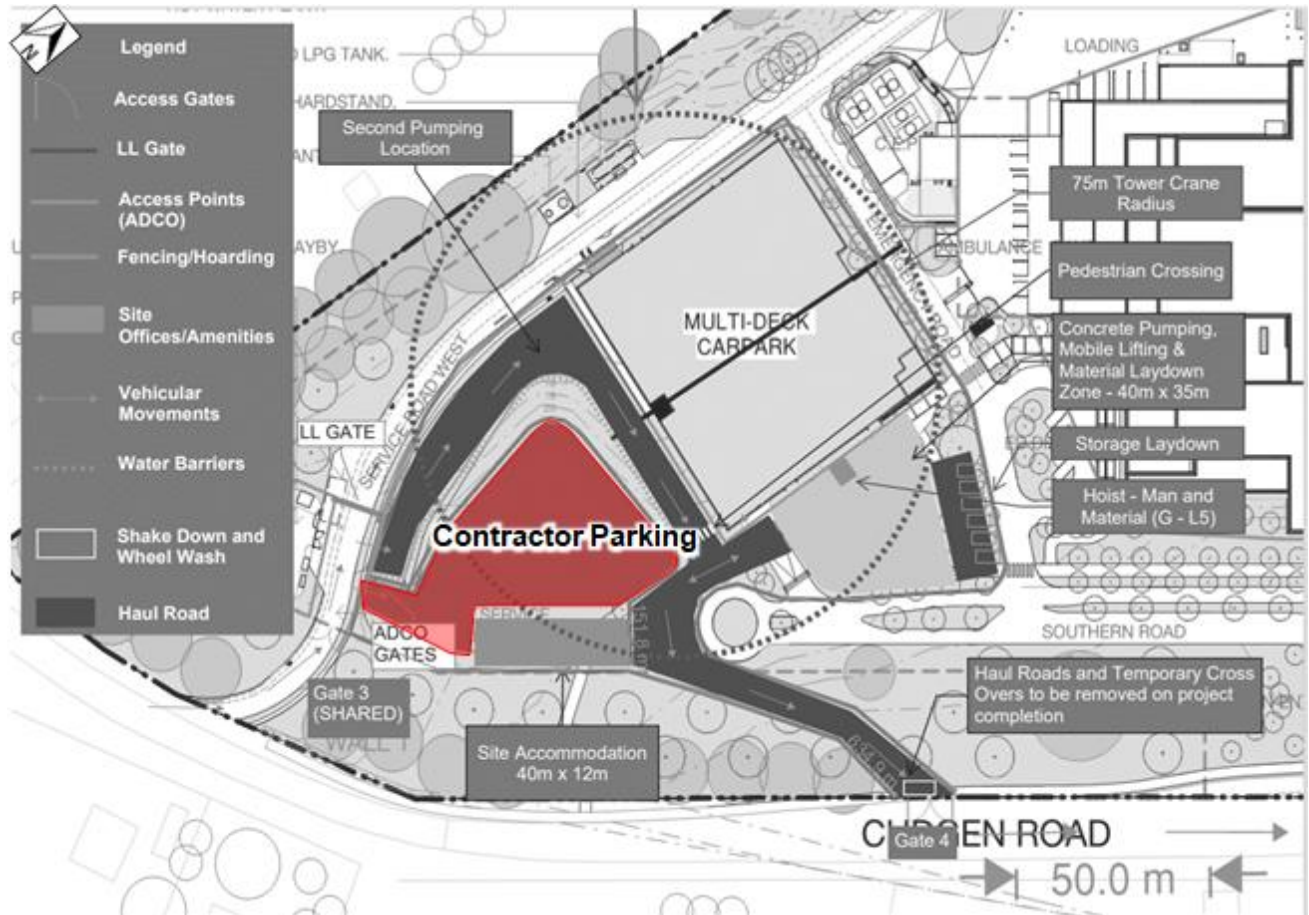 Legend
Access Gates
LL Gate
Access Points
(ADCO)
Fencing/Hoarding
Site
Offices/Amenities
Vehicular
Movements
Water Barriers
Shake Down and
Wheel Wash
Haul Road
N
LPG TANK.
HARDSTAND.
LOADING
Second Pumping
Location
75m Tower Crane
Radius
AMBULANCE
Pedestrian Crossing
MULTI-DECK
CARPARK
Concrete Pumping,
Mobile Lifting &
Material Laydown
Zone - 40m x 35m
SERVICE ROAD WEST
LL GATE
Storage Laydown
Hoist - Man and
Material (G - L5)
Contractor Parking
SERVICE
ADCO
GATES
SOUTHERN ROAD
Gate 3
(SHARED)
WALL 1
Site Accommodation
40m x 12m
Haul Roads and Temporary Cross
Overs to be removed on project
completion
Gate 4
ROAD
50.0 m